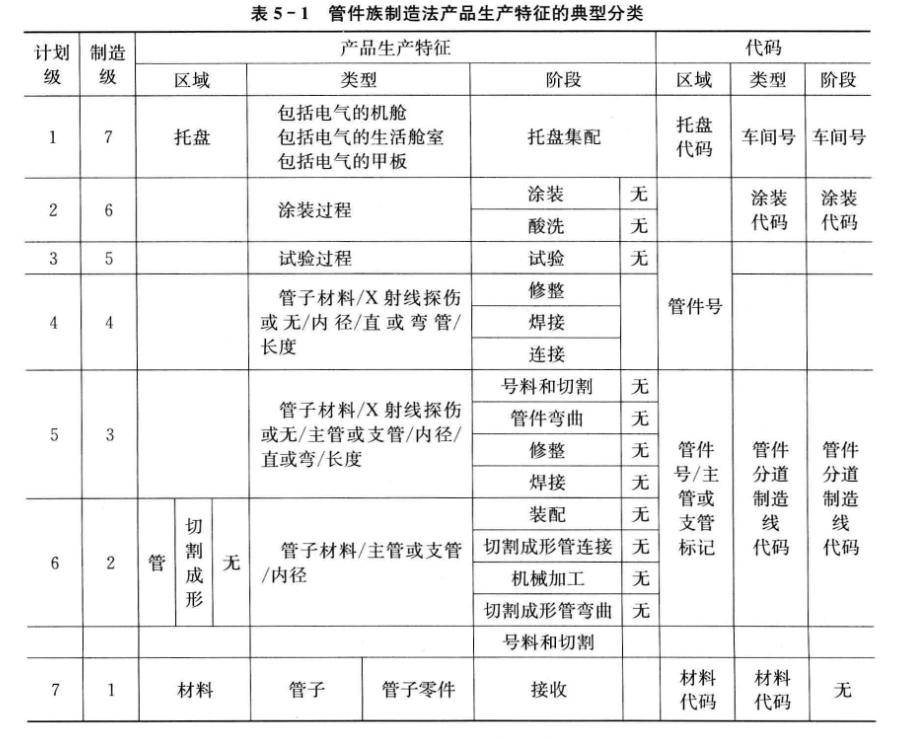 表 5-1 管件族制造法产品生产特征的典型分类
计划级 制造级 产品生产特征 代码
区域 类型 阶段 区域 类型 阶段
1 7 托盘 包括电气的机舱 托盘集配 托盘代码 车间号 车间号
包括电气的生活舱室
包括电气的甲板
2 6 涂装过程 涂装 无 涂装代码 涂装代码
酸洗 无
3 5 试验过程 试验 无 管件号
4 4 管子材料/X射线探伤 修整
或无/内径/直或弯管/ 焊接
长度 连接
5 3 管子材料/X射线探伤 号料和切割 无
或无/主管或支管/内径/ 管件弯曲 无
直或弯/长度 修整 无
焊接 无
管件号/主管或支管标记 管件分道制造线代码 管件分道制造线代码
6 2 管 切割成形 无 管子材料/主管或支管 装配 无
/内径 切割成形管连接 无
机械加工 无
切割成形管弯曲 无
号料和切割
7 1 材料 管子 管子零件 接收 材料代码 材料代码 无